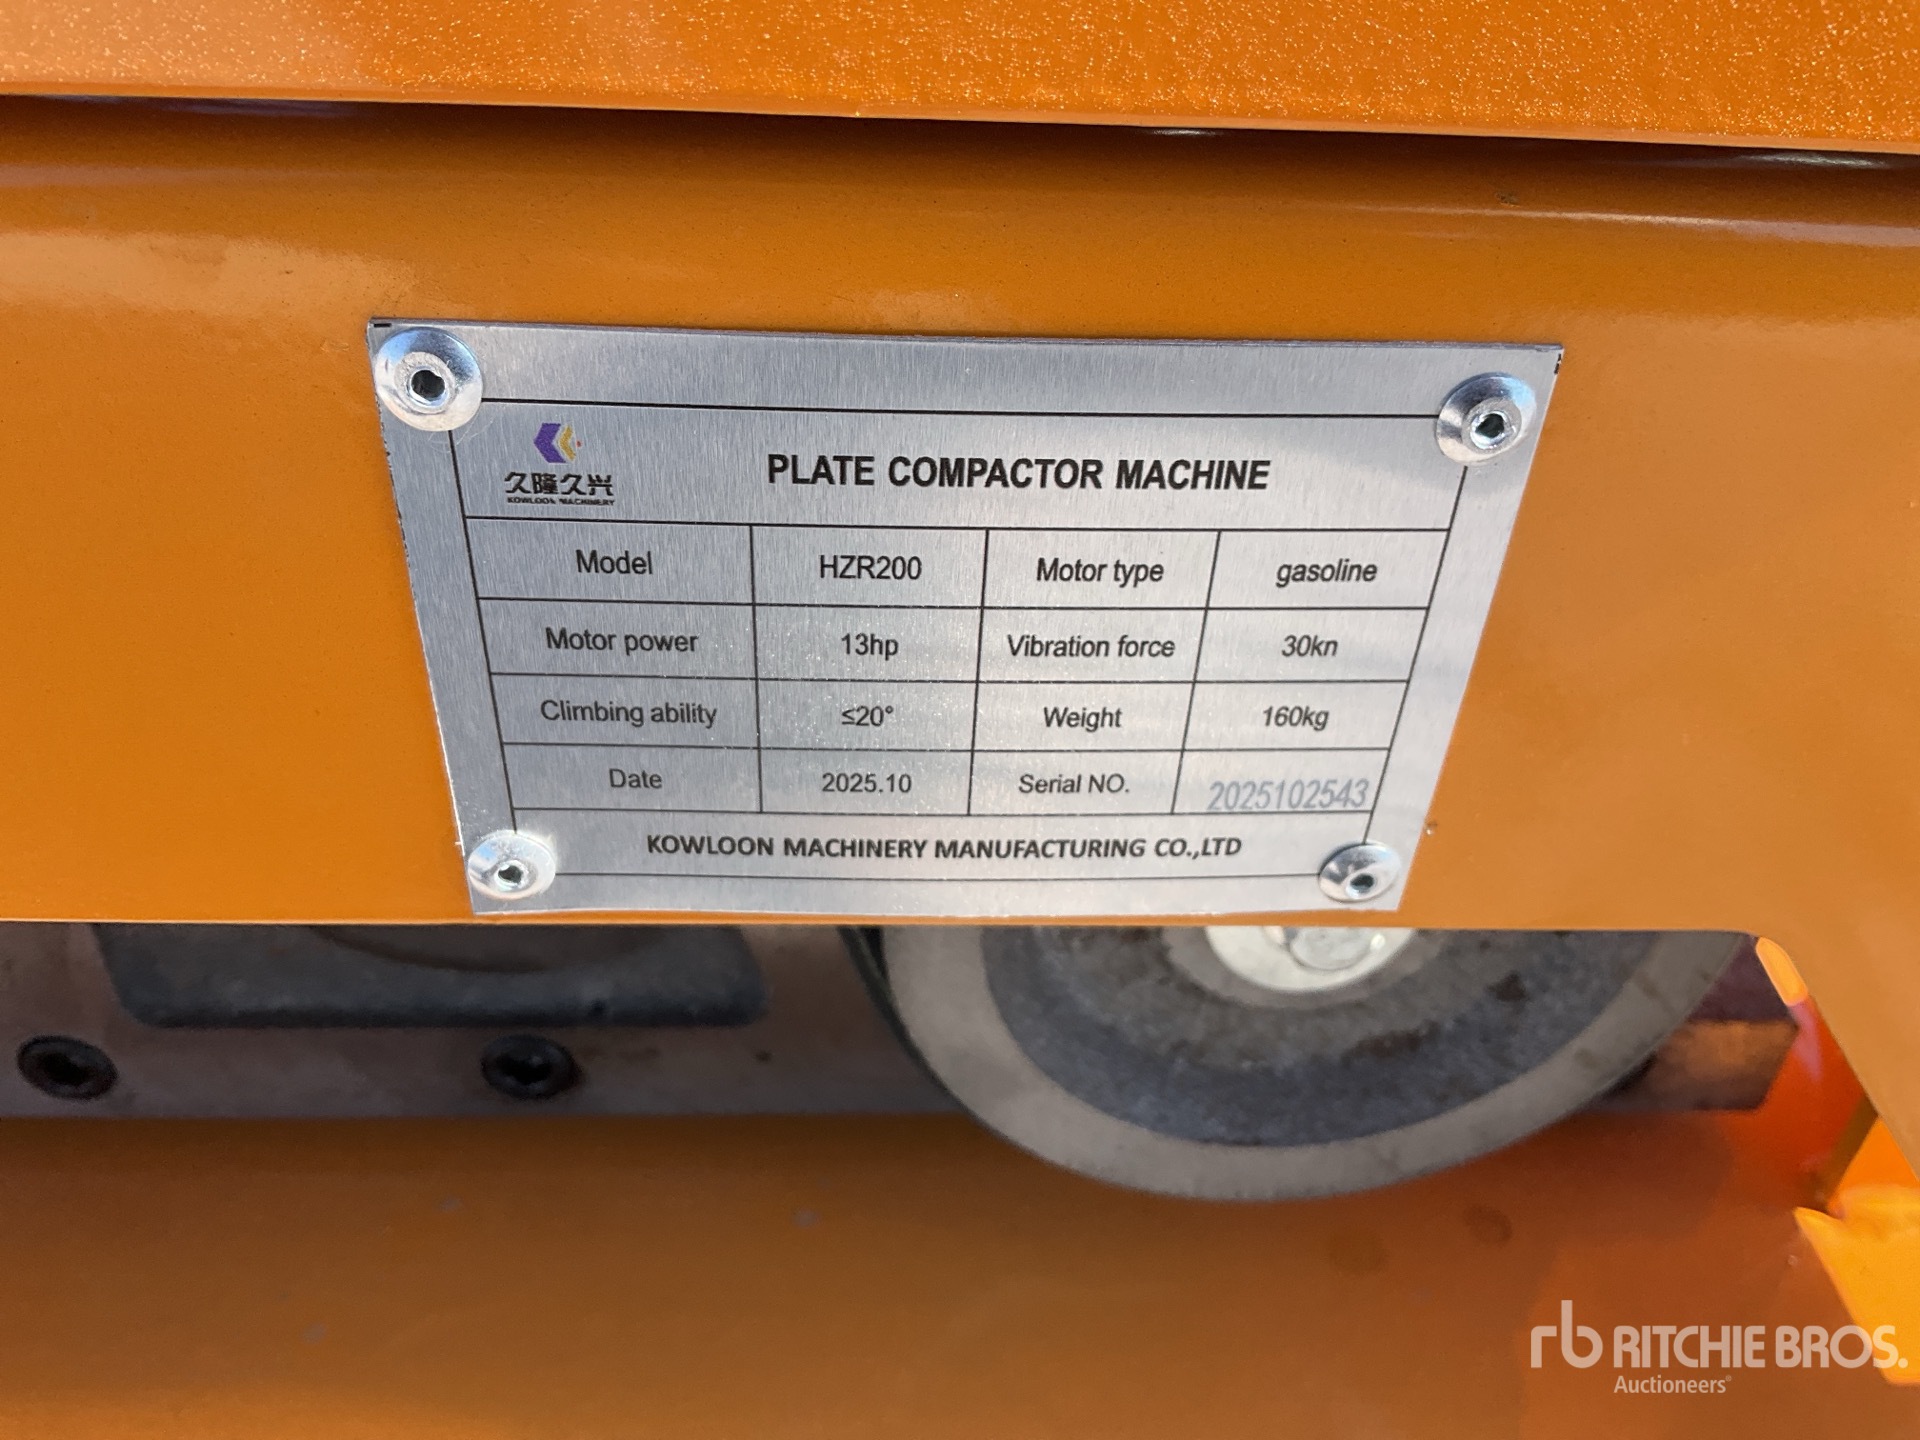 久隆久兴
KOWLOON MACHINERY
PLATE COMPACTOR MACHINE
Model HZR200 Motor type gasoline
Motor power 13hp Vibration force 30kn
Climbing ability ≤20° Weight 160kg
Date 2025.10 Serial NO. 2025102543
KOWLOON MACHINERY MANUFACTURING CO.,LTD
rb RITCHIE BROS.
Auctioneers®